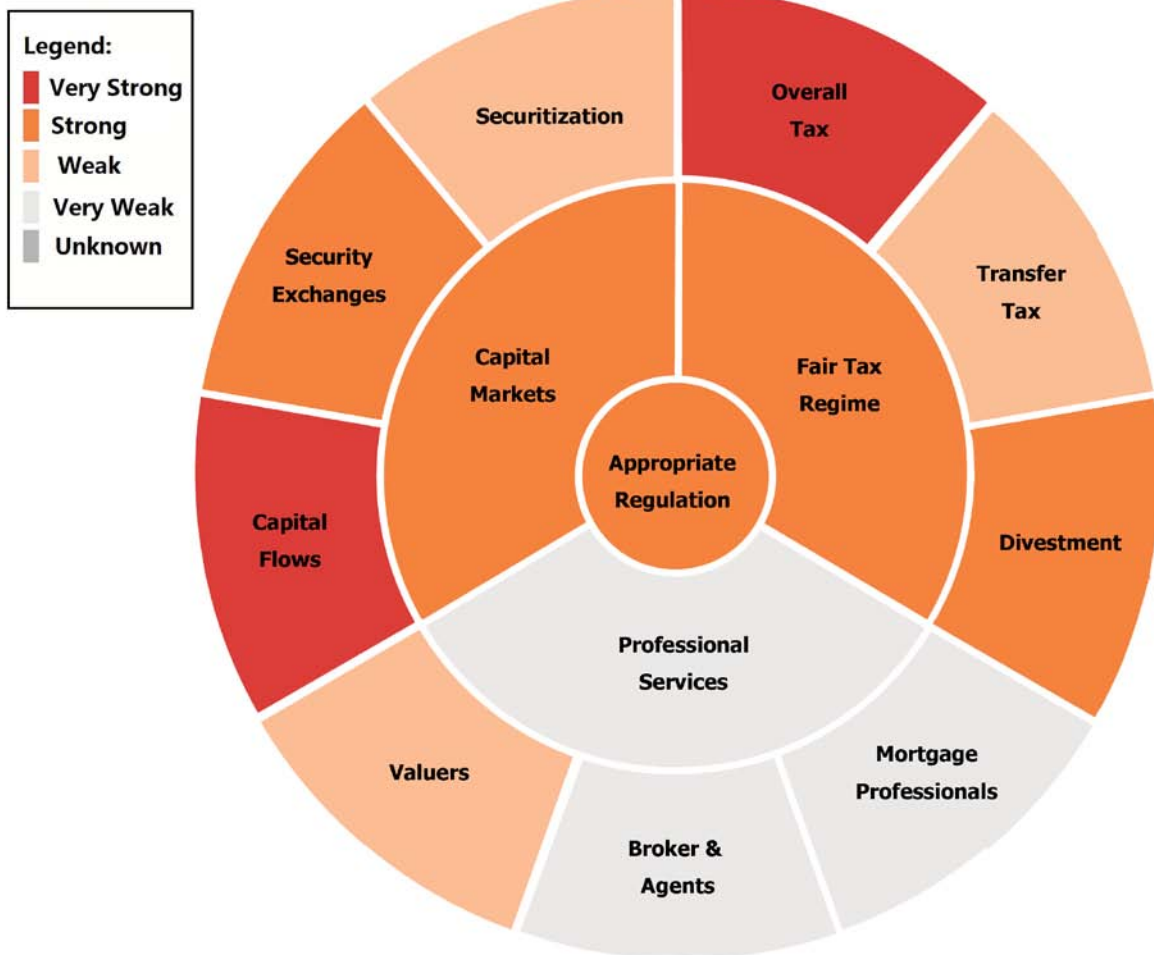 Legend:
Very Strong
Strong
Weak
Very Weak
Unknown
Securitization
Overall
Tax
Security
Exchanges
Transfer
Tax
Capital
Markets
Fair Tax
Regime
Appropriate
Regulation
Capital
Flows
Divestment
Professional
Services
Valuers
Mortgage
Professionals
Broker &
Agents